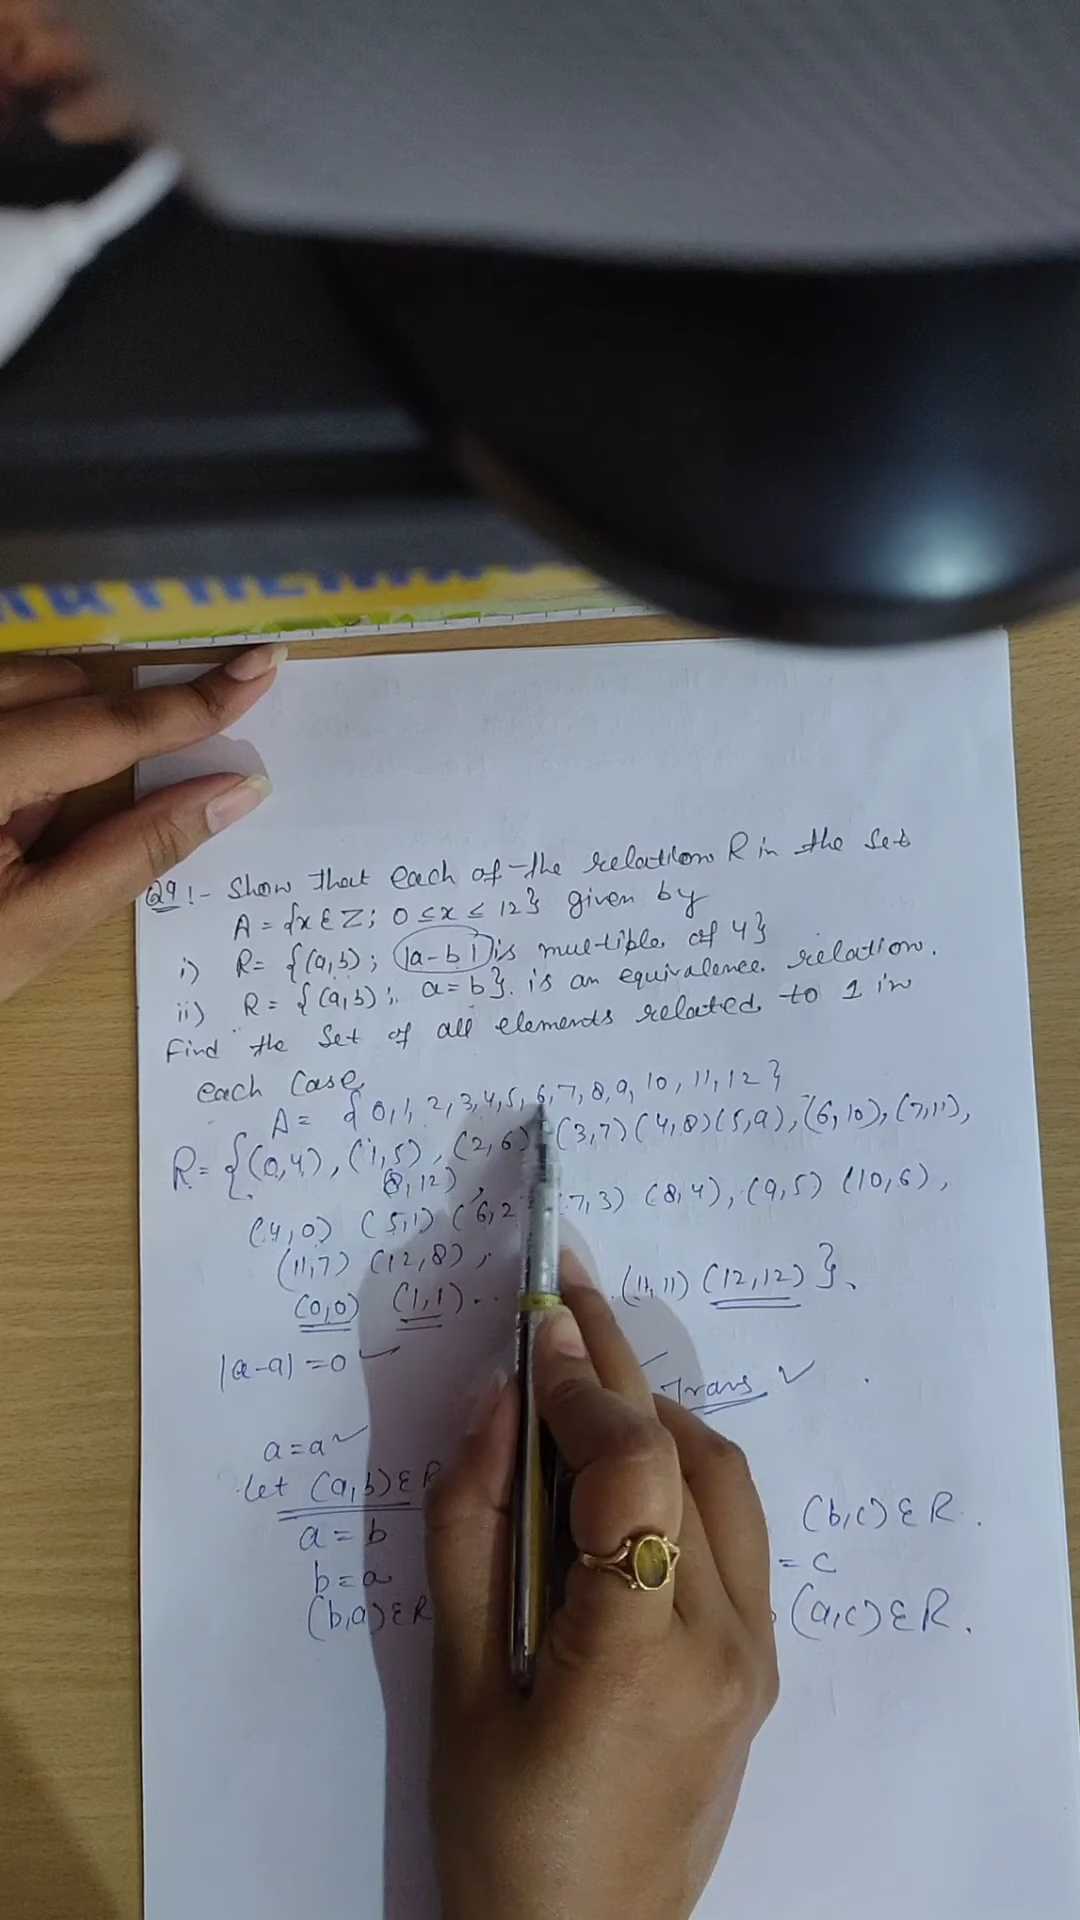 Q9!- Show that each of the relation R in the set
A = {x ε Z; 0 ≤ x ≤ 12} given by
i) R = {(a,b); |a-b| is multiple of 4}
ii) R = {(a,b); a = b}. is an equivalence relation.
Find the set of all elements related to 1 in
each case
A = { 0, 1, 2, 3, 4, 5, 6, 7, 8, 9, 10, 11, 12 }
R = {(0,4), (1,5), (2,6) (3,7) (4,8) (5,9), (6,10), (7,11),
(8,12),
(4,0) (5,1) (6,2 7,3) (8,4), (9,5) (10,6),
(11,7) (12,8),
(0,0) (1,1) .. . (11,11) (12,12) }.
|a-a| = 0 ✓
Trans ✓
a = a ✓
Let (a,b) ε R
a = b
b = a
(b,a) ε R
(b,c) ε R.
= c
(a,c) ε R.